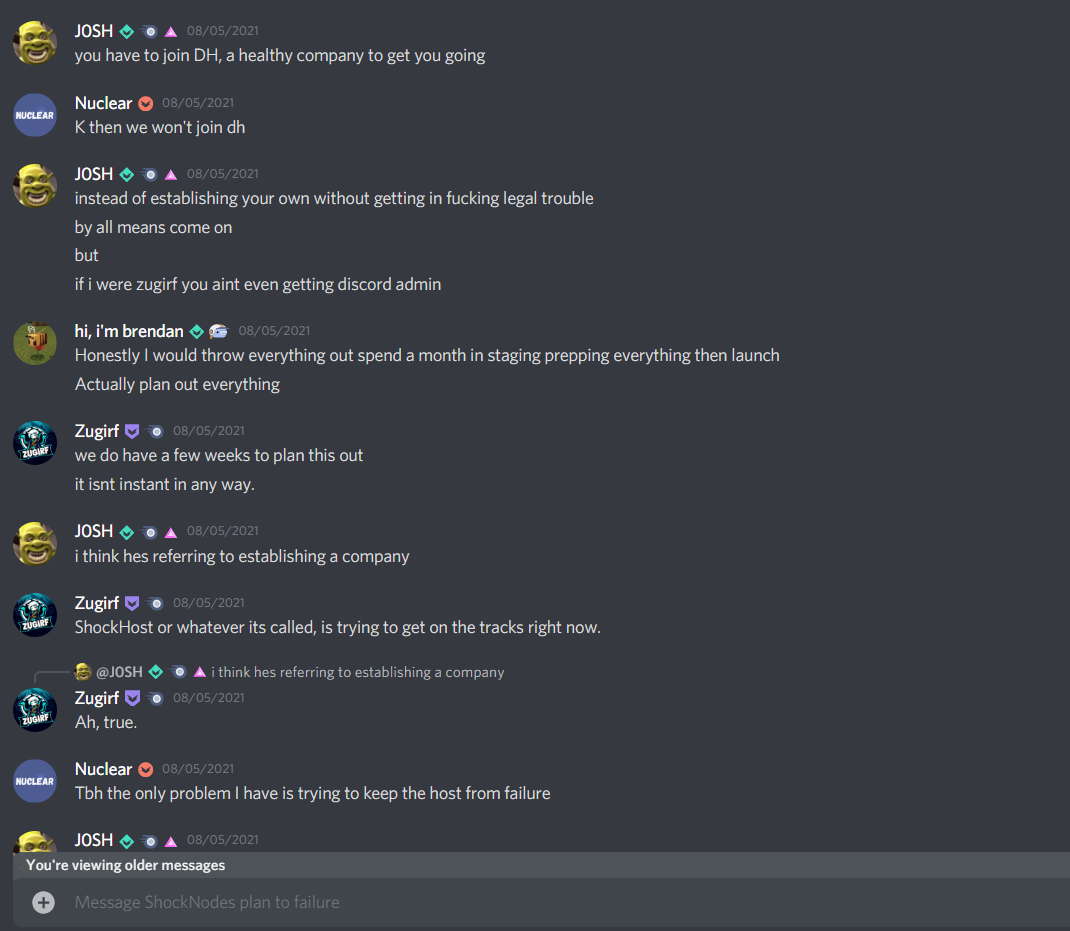 JOSH 08/05/2021
you have to join DH, a healthy company to get you going
NUCLEAR
Nuclear 08/05/2021
K then we won't join dh
JOSH 08/05/2021
instead of establishing your own without getting in fucking legal trouble
by all means come on
but
if i were zugirf you aint even getting discord admin
hi, i'm brendan 08/05/2021
Honestly I would throw everything out spend a month in staging prepping everything then launch
Actually plan out everything
ZUGIRF
Zugirf 08/05/2021
we do have a few weeks to plan this out
it isnt instant in any way.
JOSH 08/05/2021
i think hes referring to establishing a company
ZUGIRF
Zugirf 08/05/2021
ShockHost or whatever its called, is trying to get on the tracks right now.
@JOSH i think hes referring to establishing a company
ZUGIRF
Zugirf 08/05/2021
Ah, true.
NUCLEAR
Nuclear 08/05/2021
Tbh the only problem I have is trying to keep the host from failure
JOSH 08/05/2021
You're viewing older messages
Message ShockNodes plan to failure